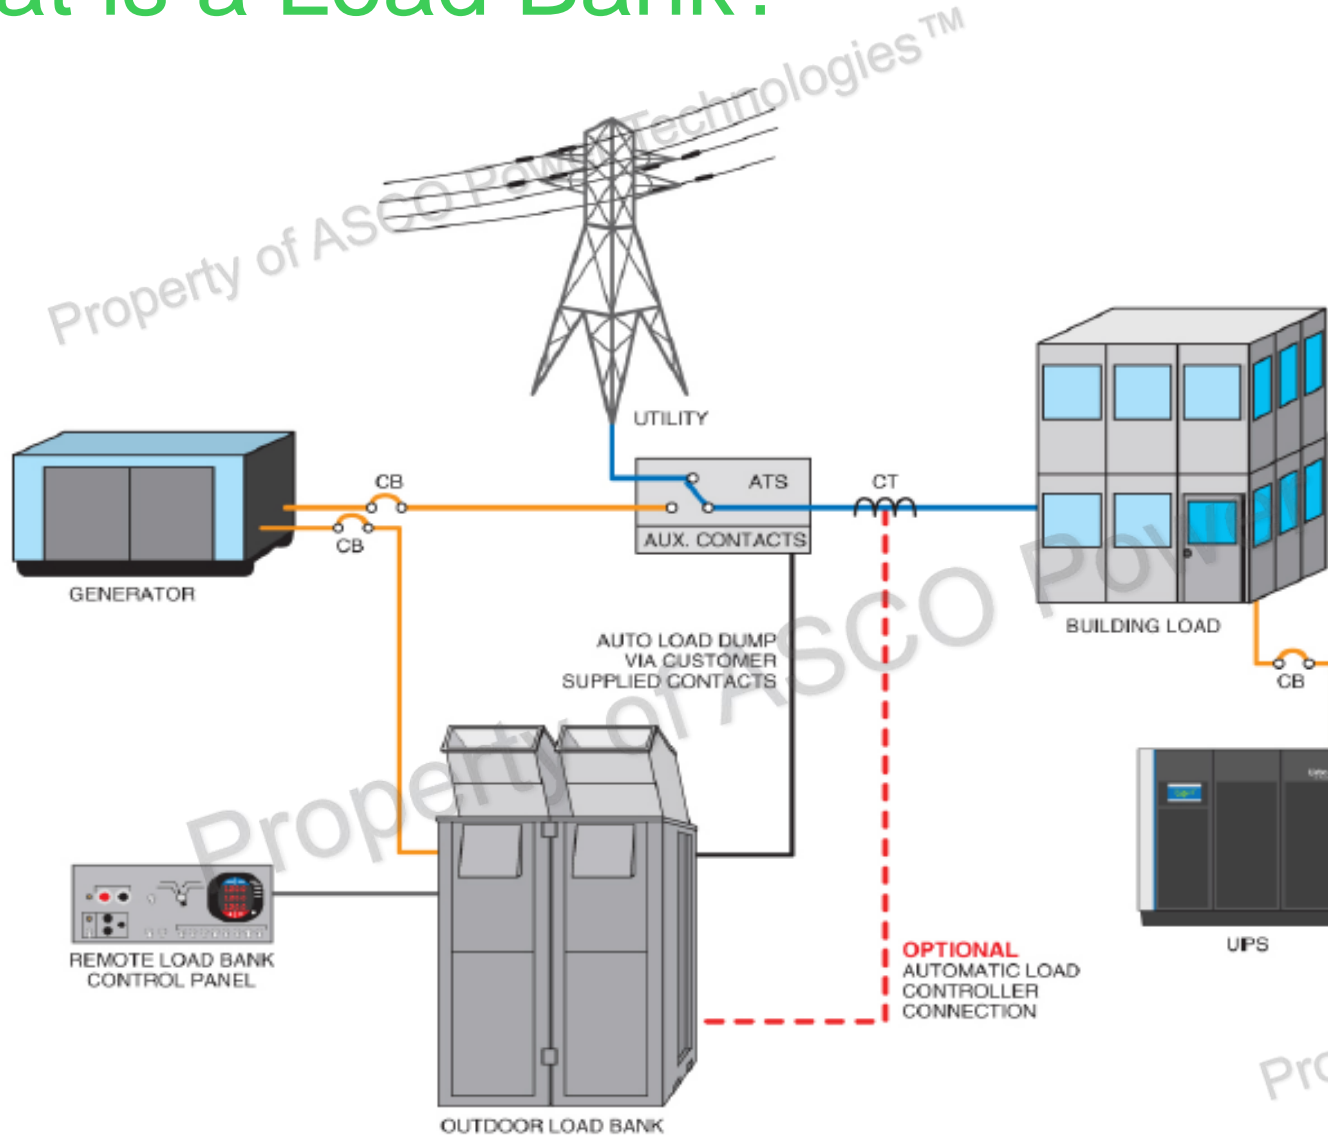 at is a Load Bank?
Property of ASCO Power Technologies™
UTILITY
CB
ATS
CT
CB
AUX. CONTACTS
GENERATOR
AUTO LOAD DUMP
VIA CUSTOMER
SUPPLIED CONTACTS
BUILDING LOAD
CB
Property of ASCO Power
UPS
REMOTE LOAD BANK
CONTROL PANEL
OPTIONAL
AUTOMATIC LOAD
CONTROLLER
CONNECTION
Pro
OUTDOOR LOAD BANK